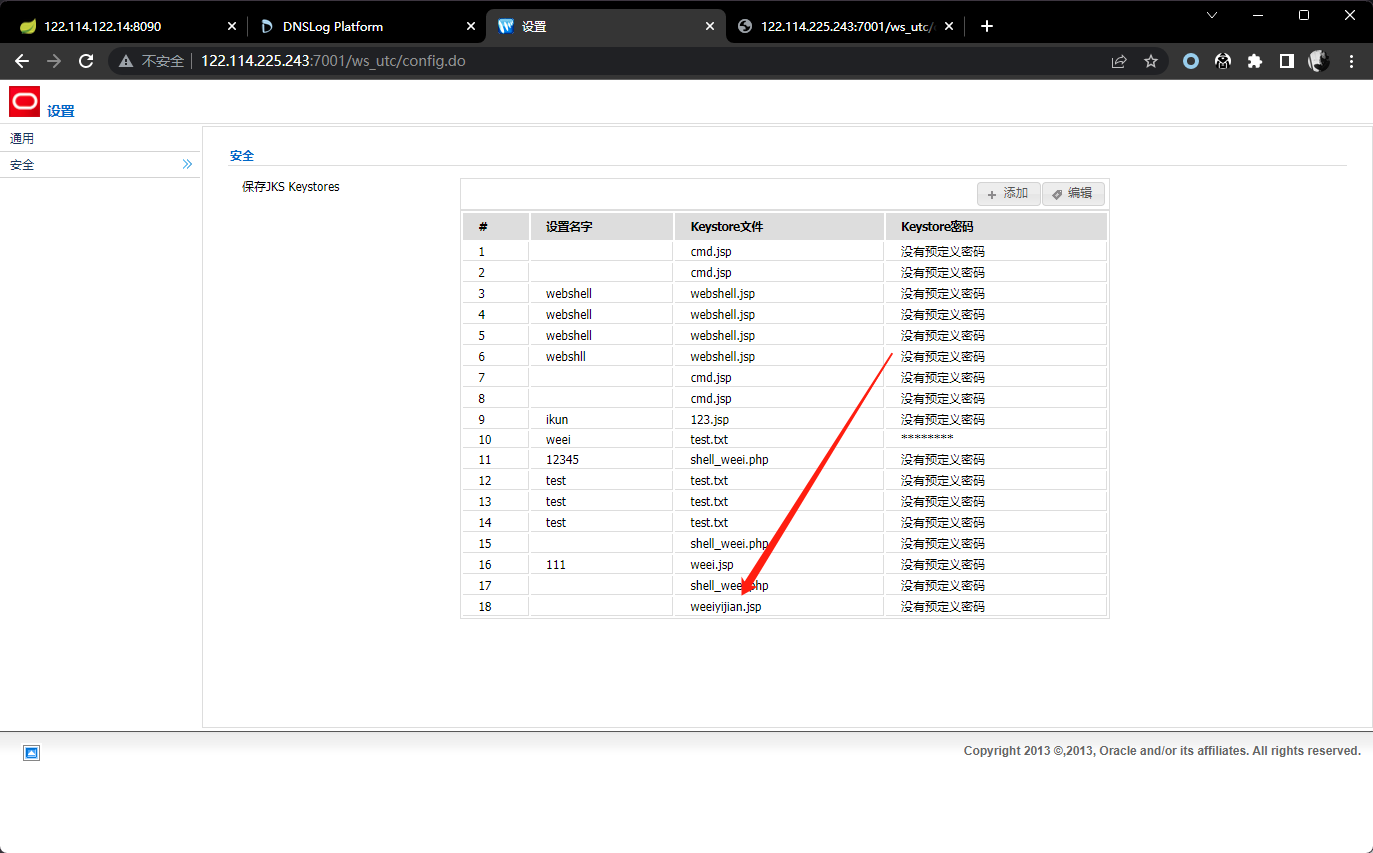 122.114.122.14:8090
DNSLog Platform
设置
122.114.225.243:7001/ws_utc/
不安全 122.114.225.243:7001/ws_utc/config.do
设置
通用
安全
安全
保存JKS Keystores
添加 编辑
# 设置名字 Keystore文件 Keystore密码
1 cmd.jsp 没有预定义密码
2 cmd.jsp 没有预定义密码
3 webshell webshell.jsp 没有预定义密码
4 webshell webshell.jsp 没有预定义密码
5 webshell webshell.jsp 没有预定义密码
6 webshll webshell.jsp 没有预定义密码
7 cmd.jsp 没有预定义密码
8 cmd.jsp 没有预定义密码
9 ikun 123.jsp 没有预定义密码
10 weei test.txt ********
11 12345 shell_weei.php 没有预定义密码
12 test test.txt 没有预定义密码
13 test test.txt 没有预定义密码
14 test test.txt 没有预定义密码
15 shell_weei.php 没有预定义密码
16 111 weei.jsp 没有预定义密码
17 shell_weei.php 没有预定义密码
18 weeiyijian.jsp 没有预定义密码
Copyright 2013 ©,2013, Oracle and/or its affiliates. All rights reserved.